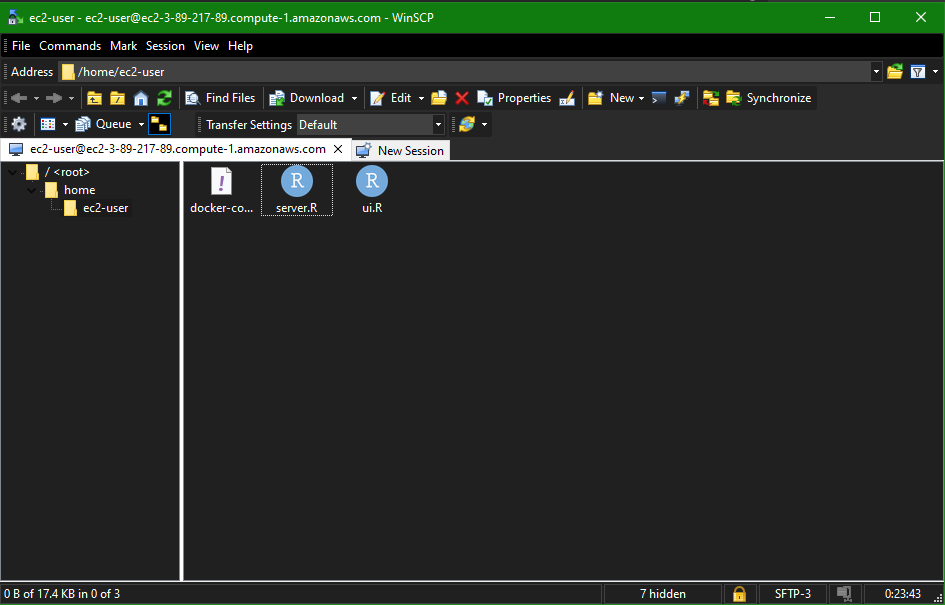 ec2-user - ec2-user@ec2-3-89-217-89.compute-1.amazonaws.com - WinSCP
File Commands Mark Session View Help
Address /home/ec2-user
Find Files Download Edit Properties New Synchronize
Queue Transfer Settings Default
ec2-user@ec2-3-89-217-89.compute-1.amazonaws.com New Session
/ <root>
home
ec2-user
! R R
docker-co... server.R ui.R
0 B of 17.4 KB in 0 of 3 7 hidden SFTP-3 0:23:43